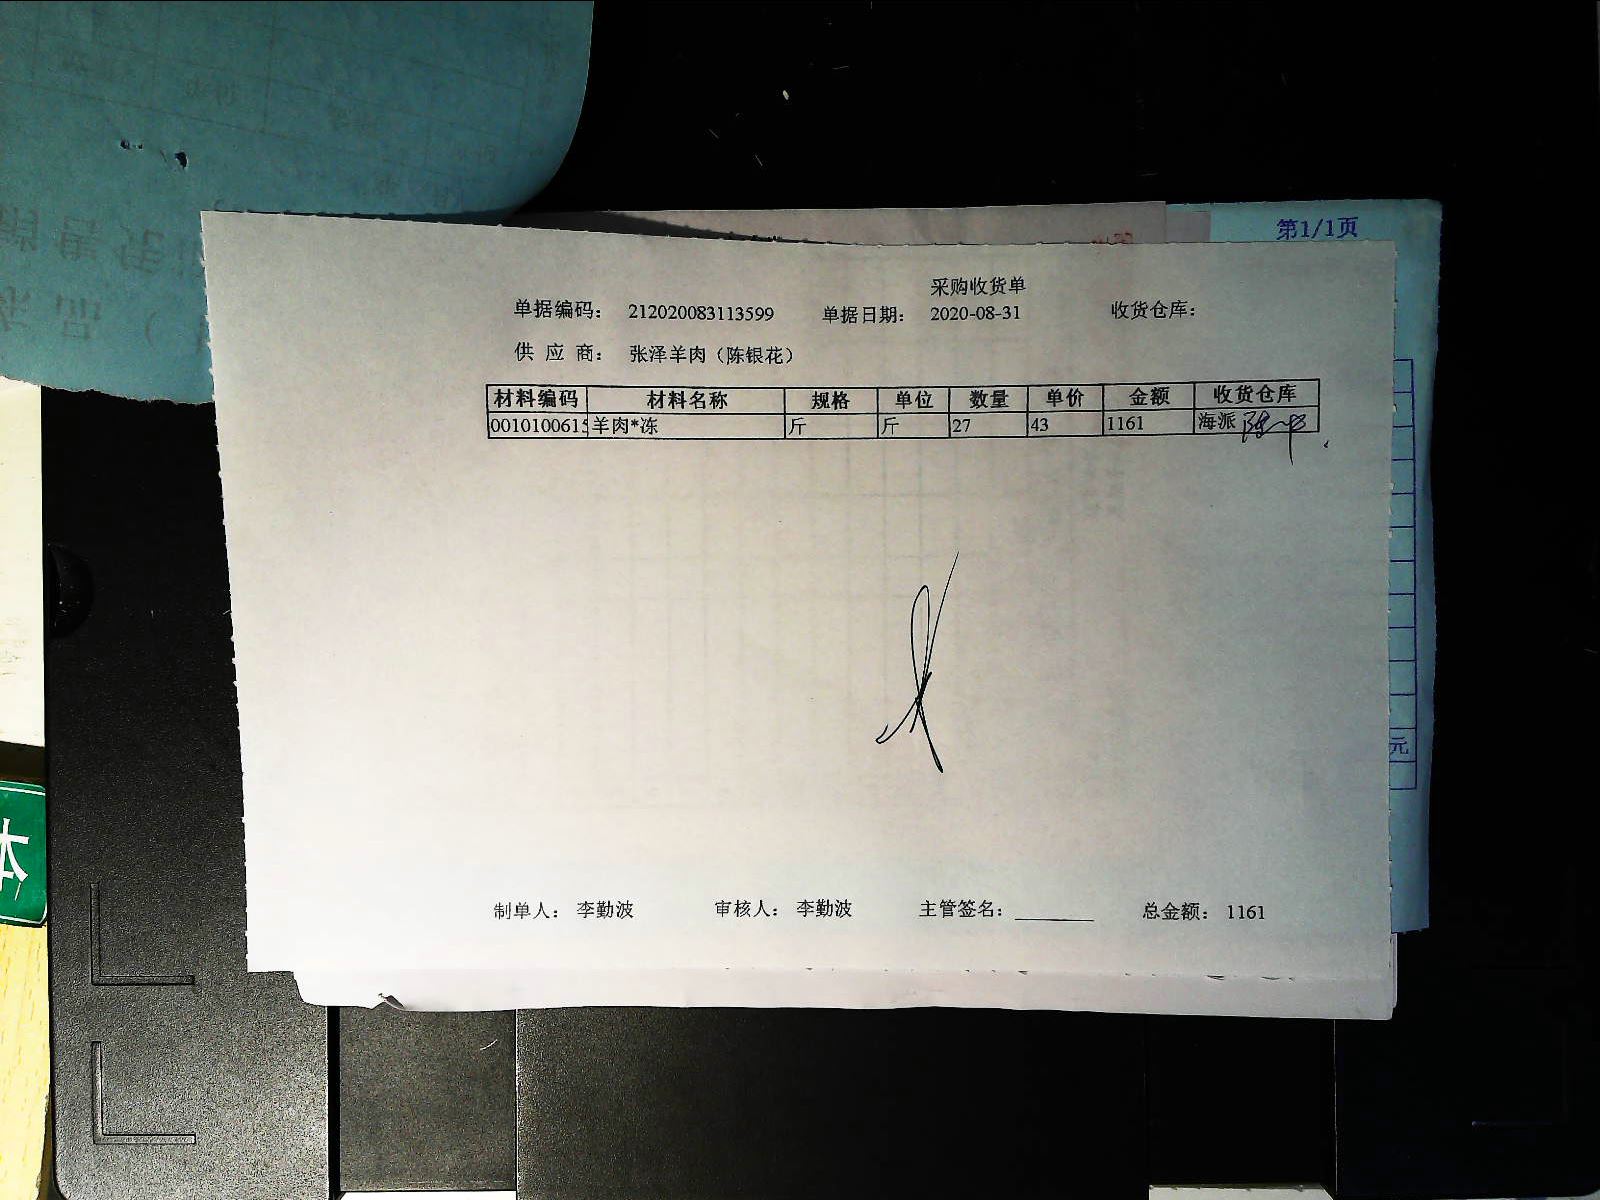 第1/1页
采购收货单
单据编码： 212020083113599 单据日期： 2020-08-31 收货仓库：
供 应 商： 张泽羊肉（陈银花）
材料编码 材料名称 规格 单位 数量 单价 金额 收货仓库
0010100615 羊肉*冻 斤 斤 27 43 1161 海派
元
制单人： 李勤波 审核人： 李勤波 主管签名： 总金额： 1161
本